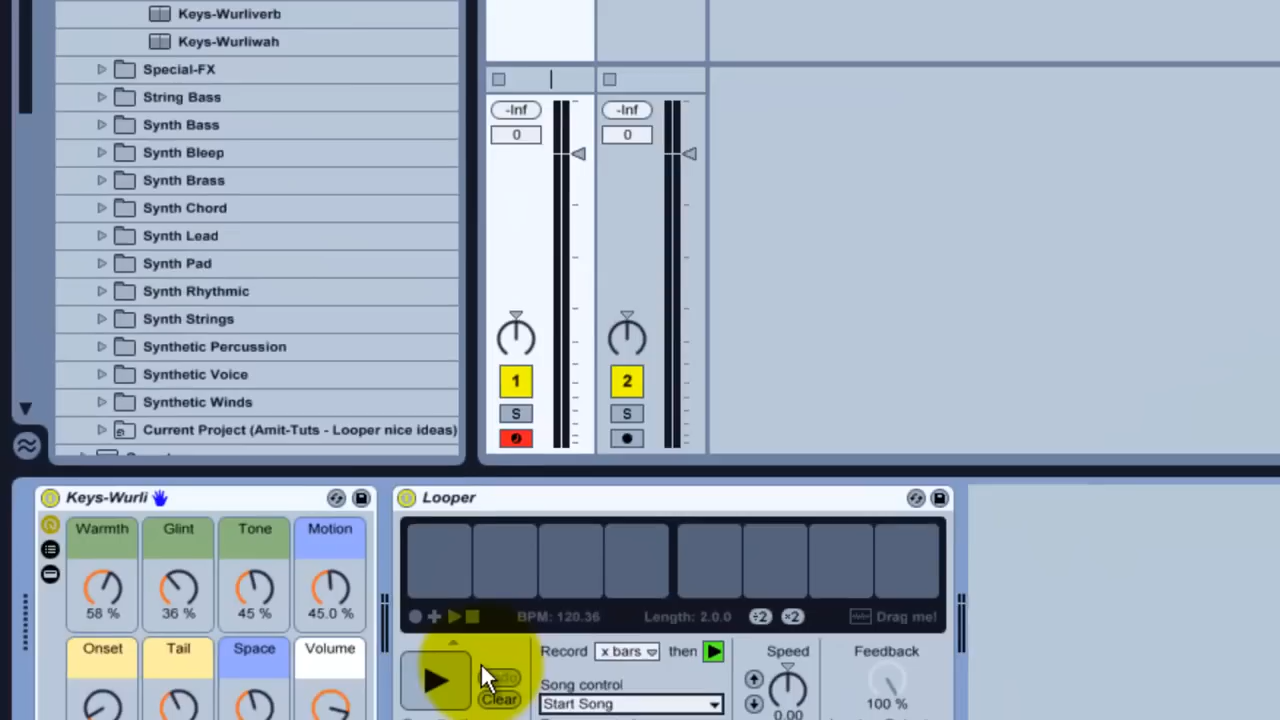 Keys-Wurliverb
Keys-Wurliwah
Special-FX
String Bass
Synth Bass
Synth Bleep
Synth Brass
Synth Chord
Synth Lead
Synth Pad
Synth Rhythmic
Synth Strings
Synthetic Percussion
Synthetic Voice
Synthetic Winds
Current Project (Amit-Tuts - Looper nice ideas)
-Inf
-Inf
0
0
1
2
S
S
Keys-Wurli
Warmth Glint Tone Motion
58 % 36 % 45 % 45.0 %
Onset Tail Space Volume
Looper
BPM: 120.36 Length: 2.0.0 ÷2 ×2 Drag me!
Record x bars then
Clear
Song control
Start Song
Speed
0.00
Feedback
100 %